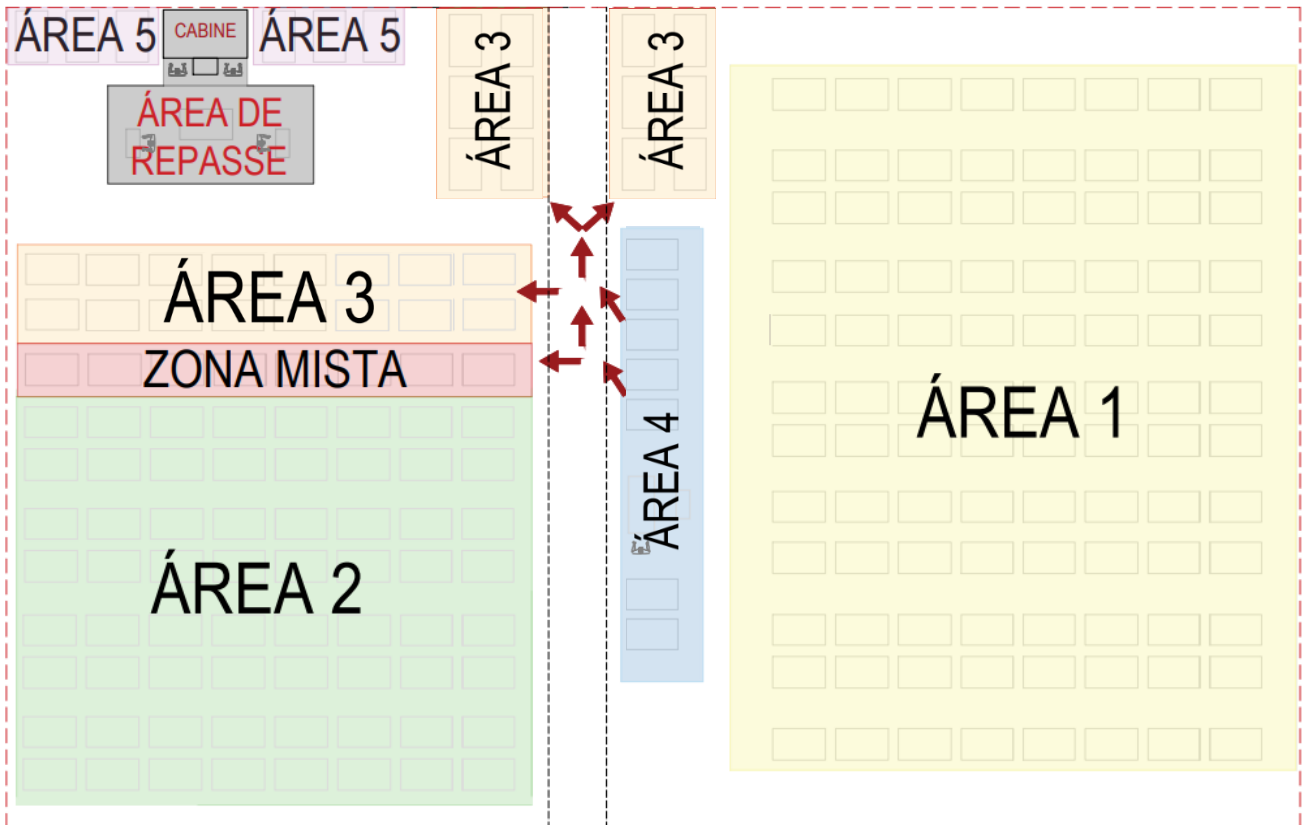 ÁREA 5
CABINE
ÁREA 5
ÁREA 3
ÁREA 3
ÁREA DE
REPASSE
ÁREA 3
ZONA MISTA
ÁREA 4
ÁREA 1
ÁREA 2